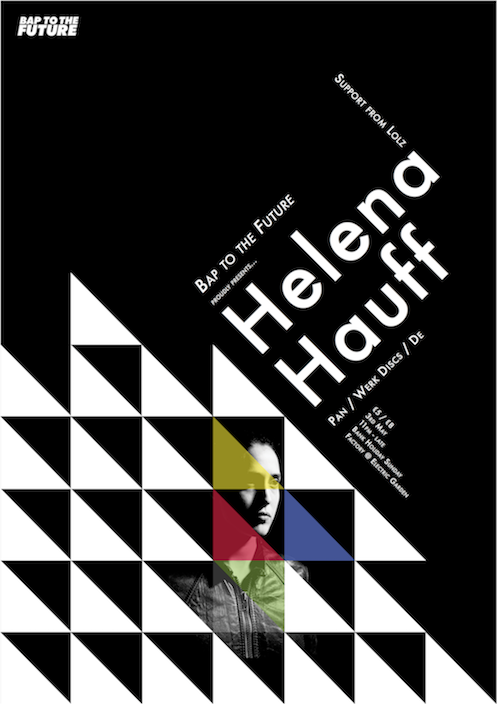 BAP TO THE
FUTURE
Support from Lolz
Bap to the Future
proudly presents...
Helena
Hauff
Pan / Werk Discs / De
£5 / £8
3rd May
11pm - late
Bank Holiday Sunday
Factory @ Electric Garden